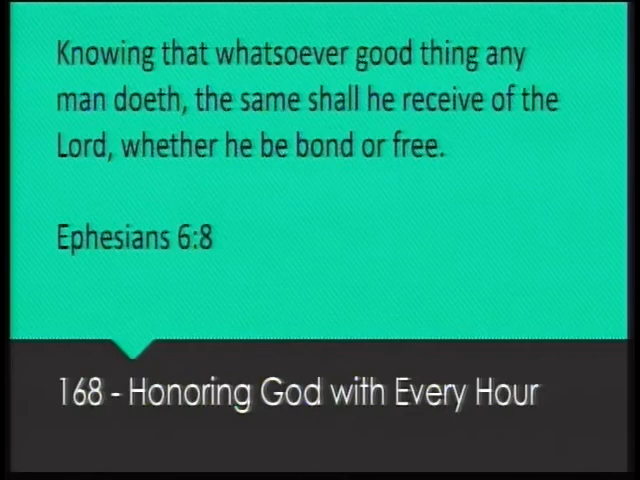 Knowing that whatsoever good thing any
man doeth, the same shall he receive of the
Lord, whether he be bond or free.
Ephesians 6:8
168 - Honoring God with Every Hour